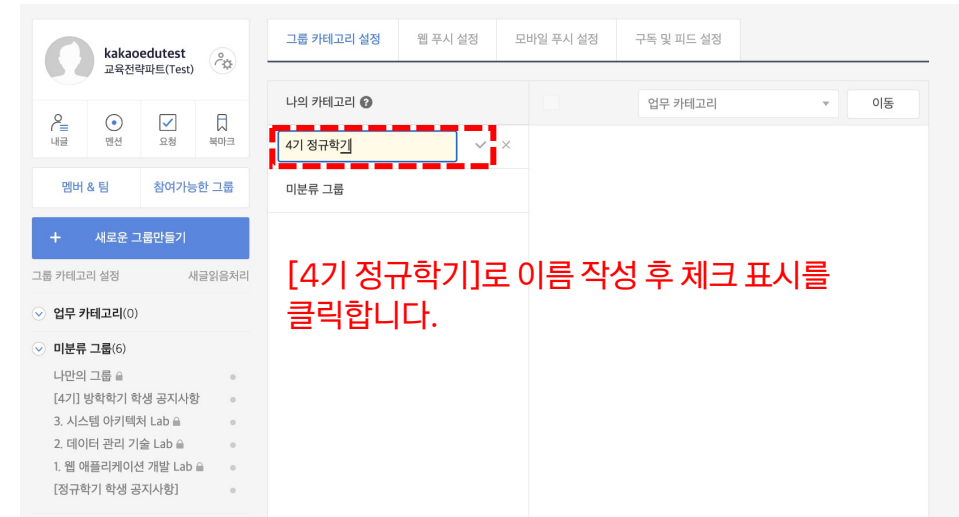 kakaoedutest
교육전략파트(Test)
내글
멘션
요청
북마크
멤버 & 팀
참여가능한 그룹
+ 새로운 그룹만들기
그룹 카테고리 설정
새글읽음처리
업무 카테고리(0)
미분류 그룹(6)
나만의 그룹
[4기] 방학학기 학생 공지사항
3. 시스템 아키텍처 Lab
2. 데이터 관리 기술 Lab
1. 웹 애플리케이션 개발 Lab
[정규학기 학생 공지사항]
그룹 카테고리 설정
웹 푸시 설정
모바일 푸시 설정
구독 및 피드 설정
나의 카테고리 ?
업무 카테고리
이동
4기 정규학기
미분류 그룹
[4기 정규학기]로 이름 작성 후 체크 표시를
클릭합니다.